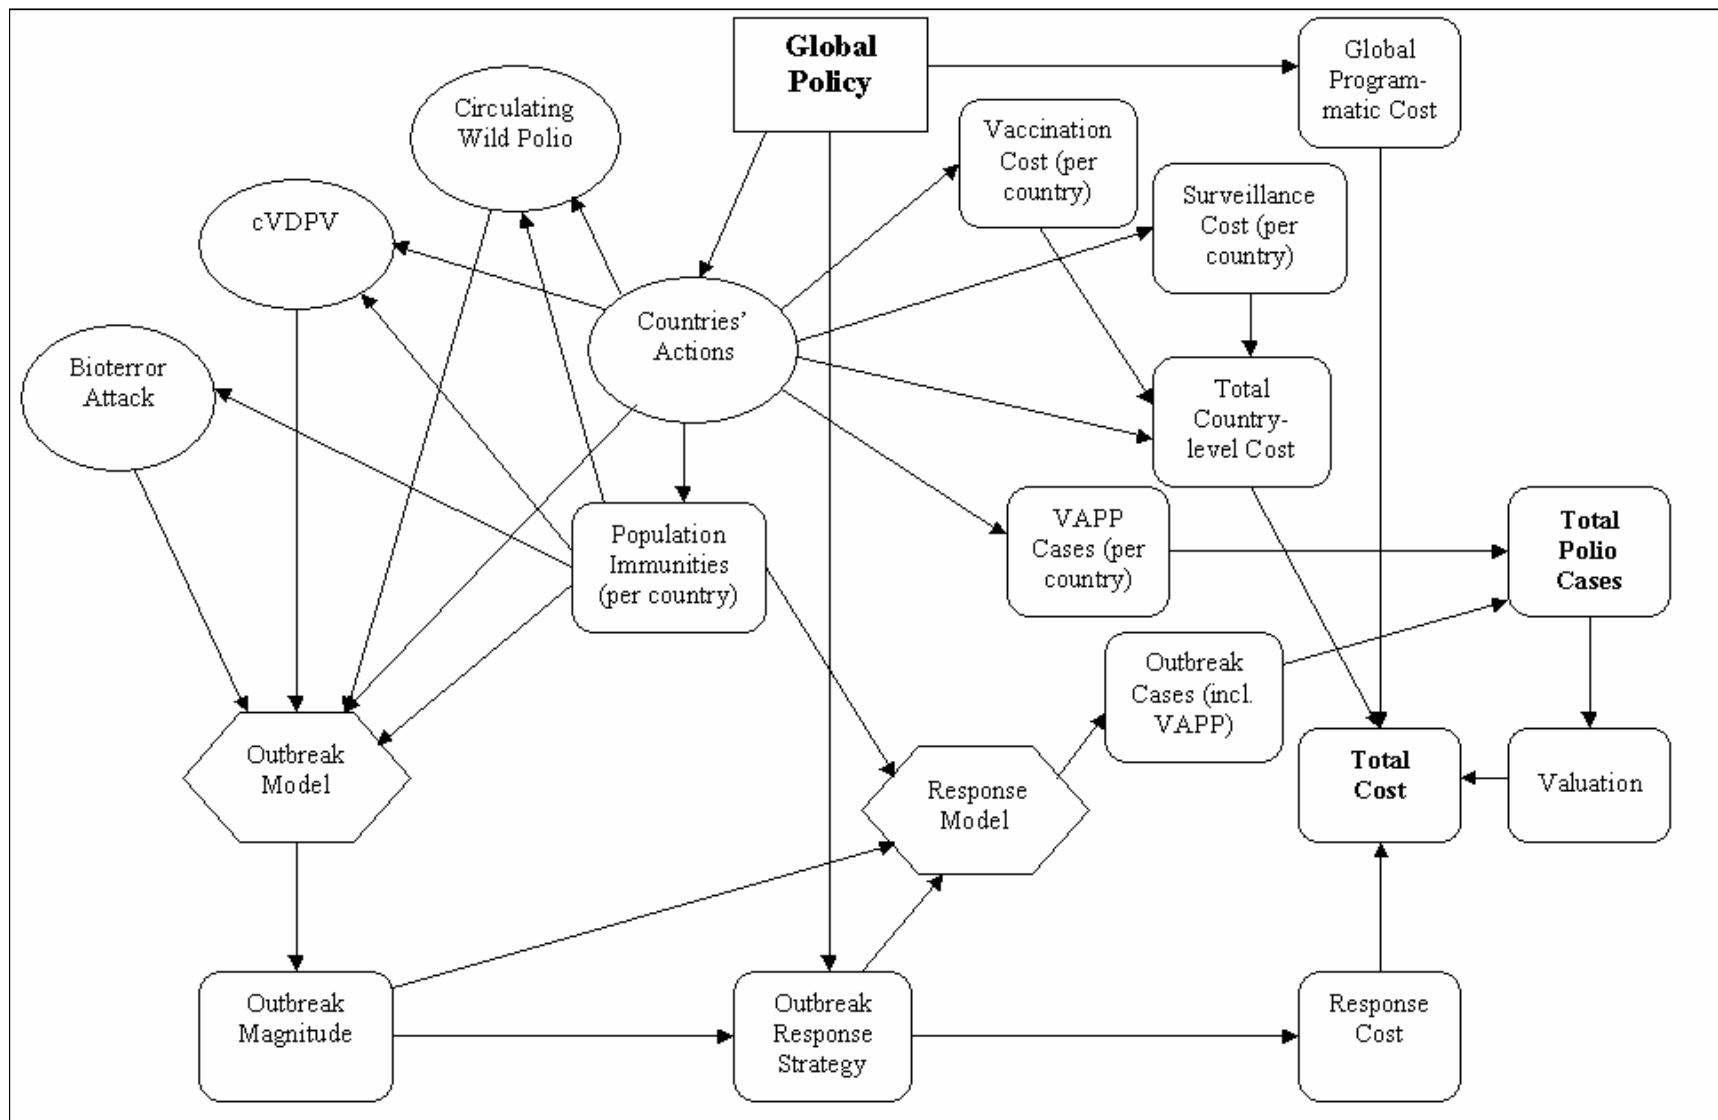 Global
Policy
Global
Program-
matic Cost
Circulating
Wild Polio
Vaccination
Cost (per
country)
Surveillance
Cost (per
country)
cVDPV
Countries’
Actions
Bioterror
Attack
Total
Country-
level Cost
Population
Immunities
(per country)
VAPP
Cases (per
country)
Total
Polio
Cases
Outbreak
Cases (incl.
VAPP)
Outbreak
Model
Response
Model
Total
Cost
Valuation
Outbreak
Magnitude
Outbreak
Response
Strategy
Response
Cost